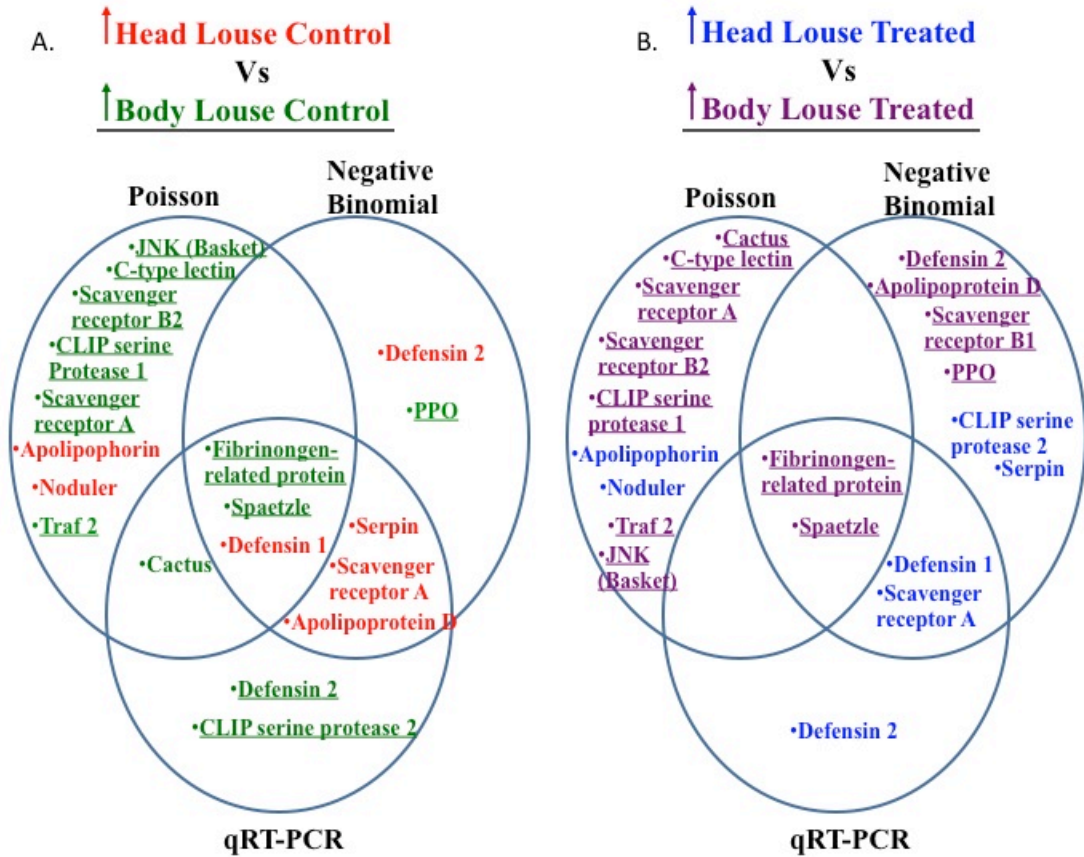 A.
↑Head Louse Control
Vs
↑Body Louse Control
Poisson
Negative
Binomial
•JNK (Basket)
•C-type lectin
•Scavenger
receptor B2
•CLIP serine
Protease 1
•Scavenger
receptor A
•Apolipophorin
•Noduler
•Traf 2
•Defensin 2
•PPO
•Fibrinongen-
related protein
•Spaetzle
•Defensin 1
•Cactus
•Serpin
•Scavenger
receptor A
•Apolipoprotein D
•Defensin 2
•CLIP serine protease 2
qRT-PCR
B.
↑Head Louse Treated
Vs
↑Body Louse Treated
Poisson
Negative
Binomial
•Cactus
•C-type lectin
•Scavenger
receptor A
•Scavenger
receptor B2
•CLIP serine
protease 1
•Apolipophorin
•Noduler
•Traf 2
•JNK
(Basket)
•Defensin 2
•Apolipoprotein D
•Scavenger
receptor B1
•PPO
•CLIP serine
protease 2
•Serpin
•Fibrinongen-
related protein
•Spaetzle
•Defensin 1
•Scavenger
receptor A
•Defensin 2
qRT-PCR